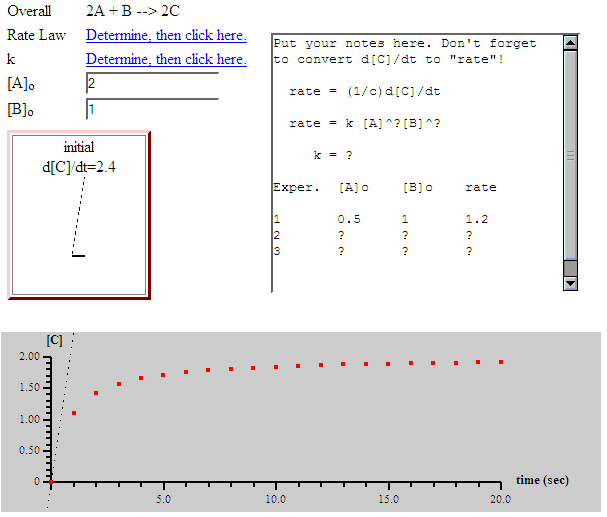 Overall 2A + B --> 2C
Rate Law Determine, then click here.
k Determine, then click here.
[A]o 2
[B]o 1
initial
d[C]/dt=2.4
Put your notes here. Don't forget
to convert d[C]/dt to "rate"!
rate = (1/c)d[C]/dt
rate = k [A]^?[B]^?
k = ?
Exper. [A]o [B]o rate
1 0.5 1 1.2
2 ? ? ?
3 ? ? ?
[C]
2.00
1.50
1.00
0.50
0
5.0 10.0 15.0 20.0
time (sec)